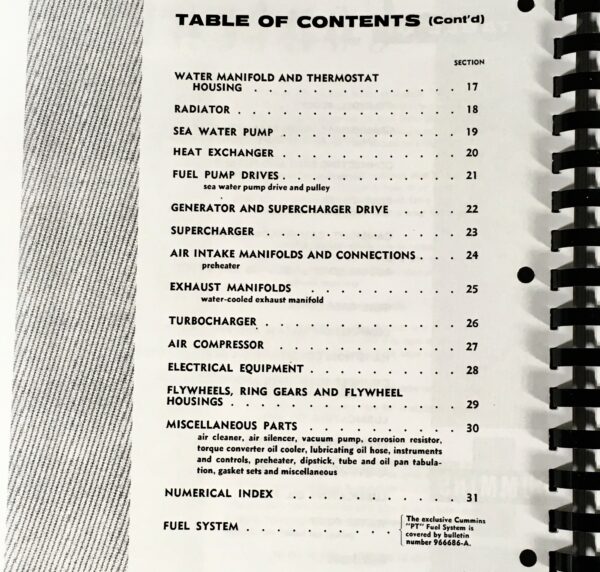 TABLE OF CONTENTS (Cont'd)
SECTION
WATER MANIFOLD AND THERMOSTAT
HOUSING . . . . . . . . . . . . . . 17
RADIATOR . . . . . . . . . . . . . . 18
SEA WATER PUMP . . . . . . . . . . . . 19
HEAT EXCHANGER . . . . . . . . . . . . 20
FUEL PUMP DRIVES . . . . . . . . . . . . 21
sea water pump drive and pulley
GENERATOR AND SUPERCHARGER DRIVE . . . . 22
SUPERCHARGER . . . . . . . . . . . . . 23
AIR INTAKE MANIFOLDS AND CONNECTIONS . . . 24
preheater
EXHAUST MANIFOLDS . . . . . . . . . . 25
water-cooled exhaust manifold
TURBOCHARGER . . . . . . . . . . . . . 26
AIR COMPRESSOR . . . . . . . . . . . . 27
ELECTRICAL EQUIPMENT . . . . . . . . . . 28
FLYWHEELS, RING GEARS AND FLYWHEEL
HOUSINGS . . . . . . . . . . . . . . . 29
MISCELLANEOUS PARTS . . . . . . . . . . 30
air cleaner, air silencer, vacuum pump, corrosion resistor,
torque converter oil cooler, lubricating oil hose, instruments
and controls, preheater, dipstick, tube and oil pan tabula-
tion, gasket sets and miscellaneous
NUMERICAL INDEX . . . . . . . . . . . . 31
FUEL SYSTEM . . . . . . . . . . .
The exclusive Cummins
"PT" Fuel System is
covered by bulletin
number 966686-A.